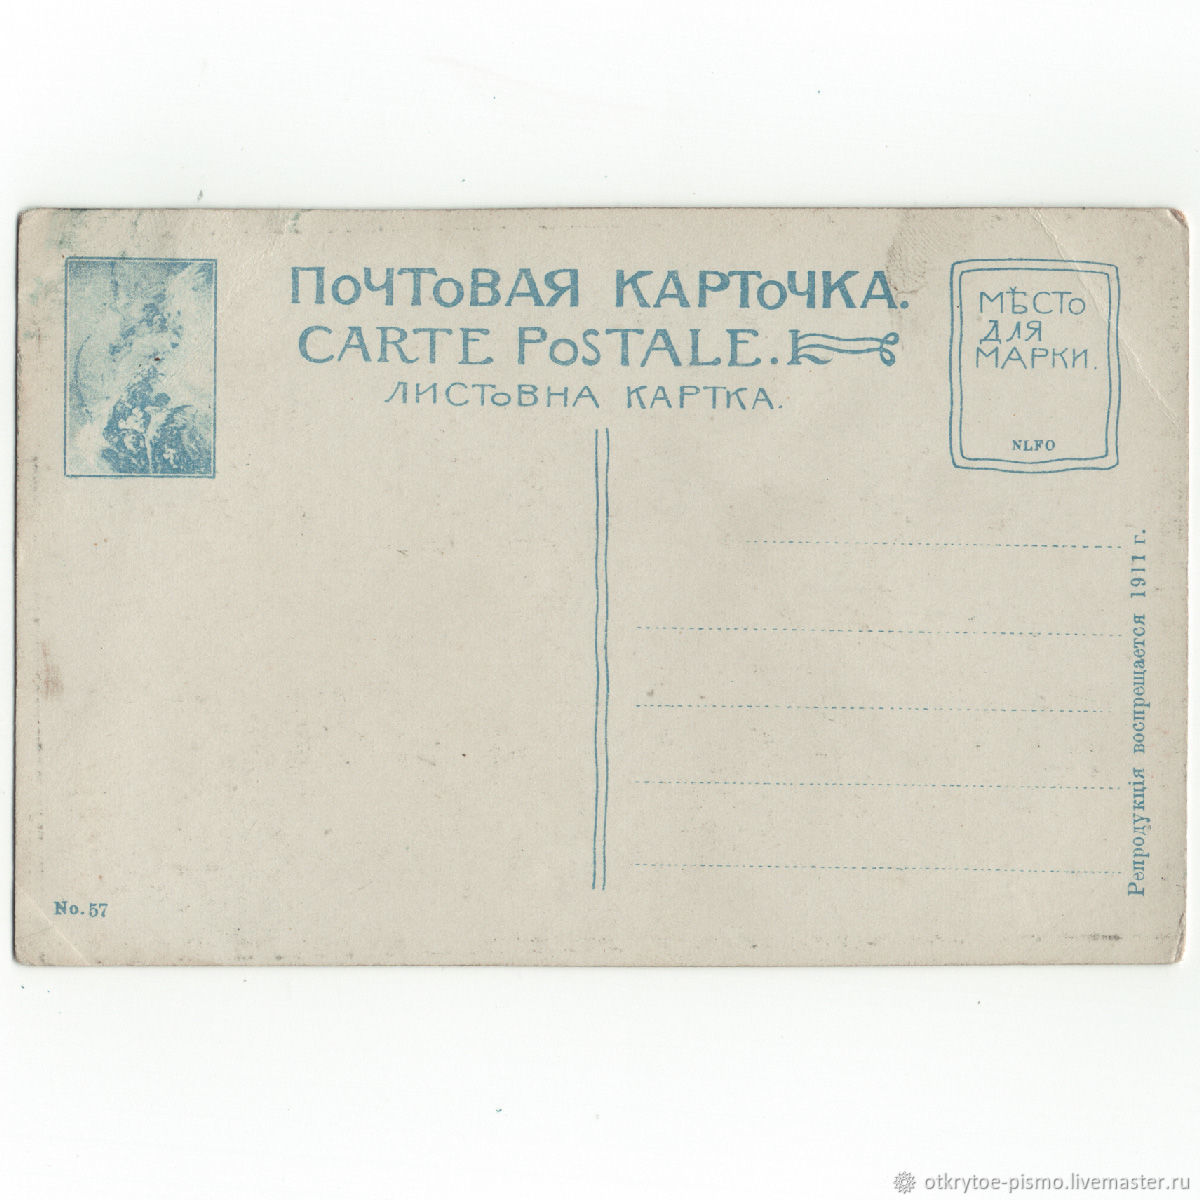 ПОЧТОВАЯ КАРТОЧКА.
CARTE POSTALE.
ЛИСТОВНА КАРТКА.
МѢСТО
ДЛЯ
МАРКИ.
NLFO
Репродукція воспрещается 1911 г.
No. 57
otkrytoe-pismo.livemaster.ru